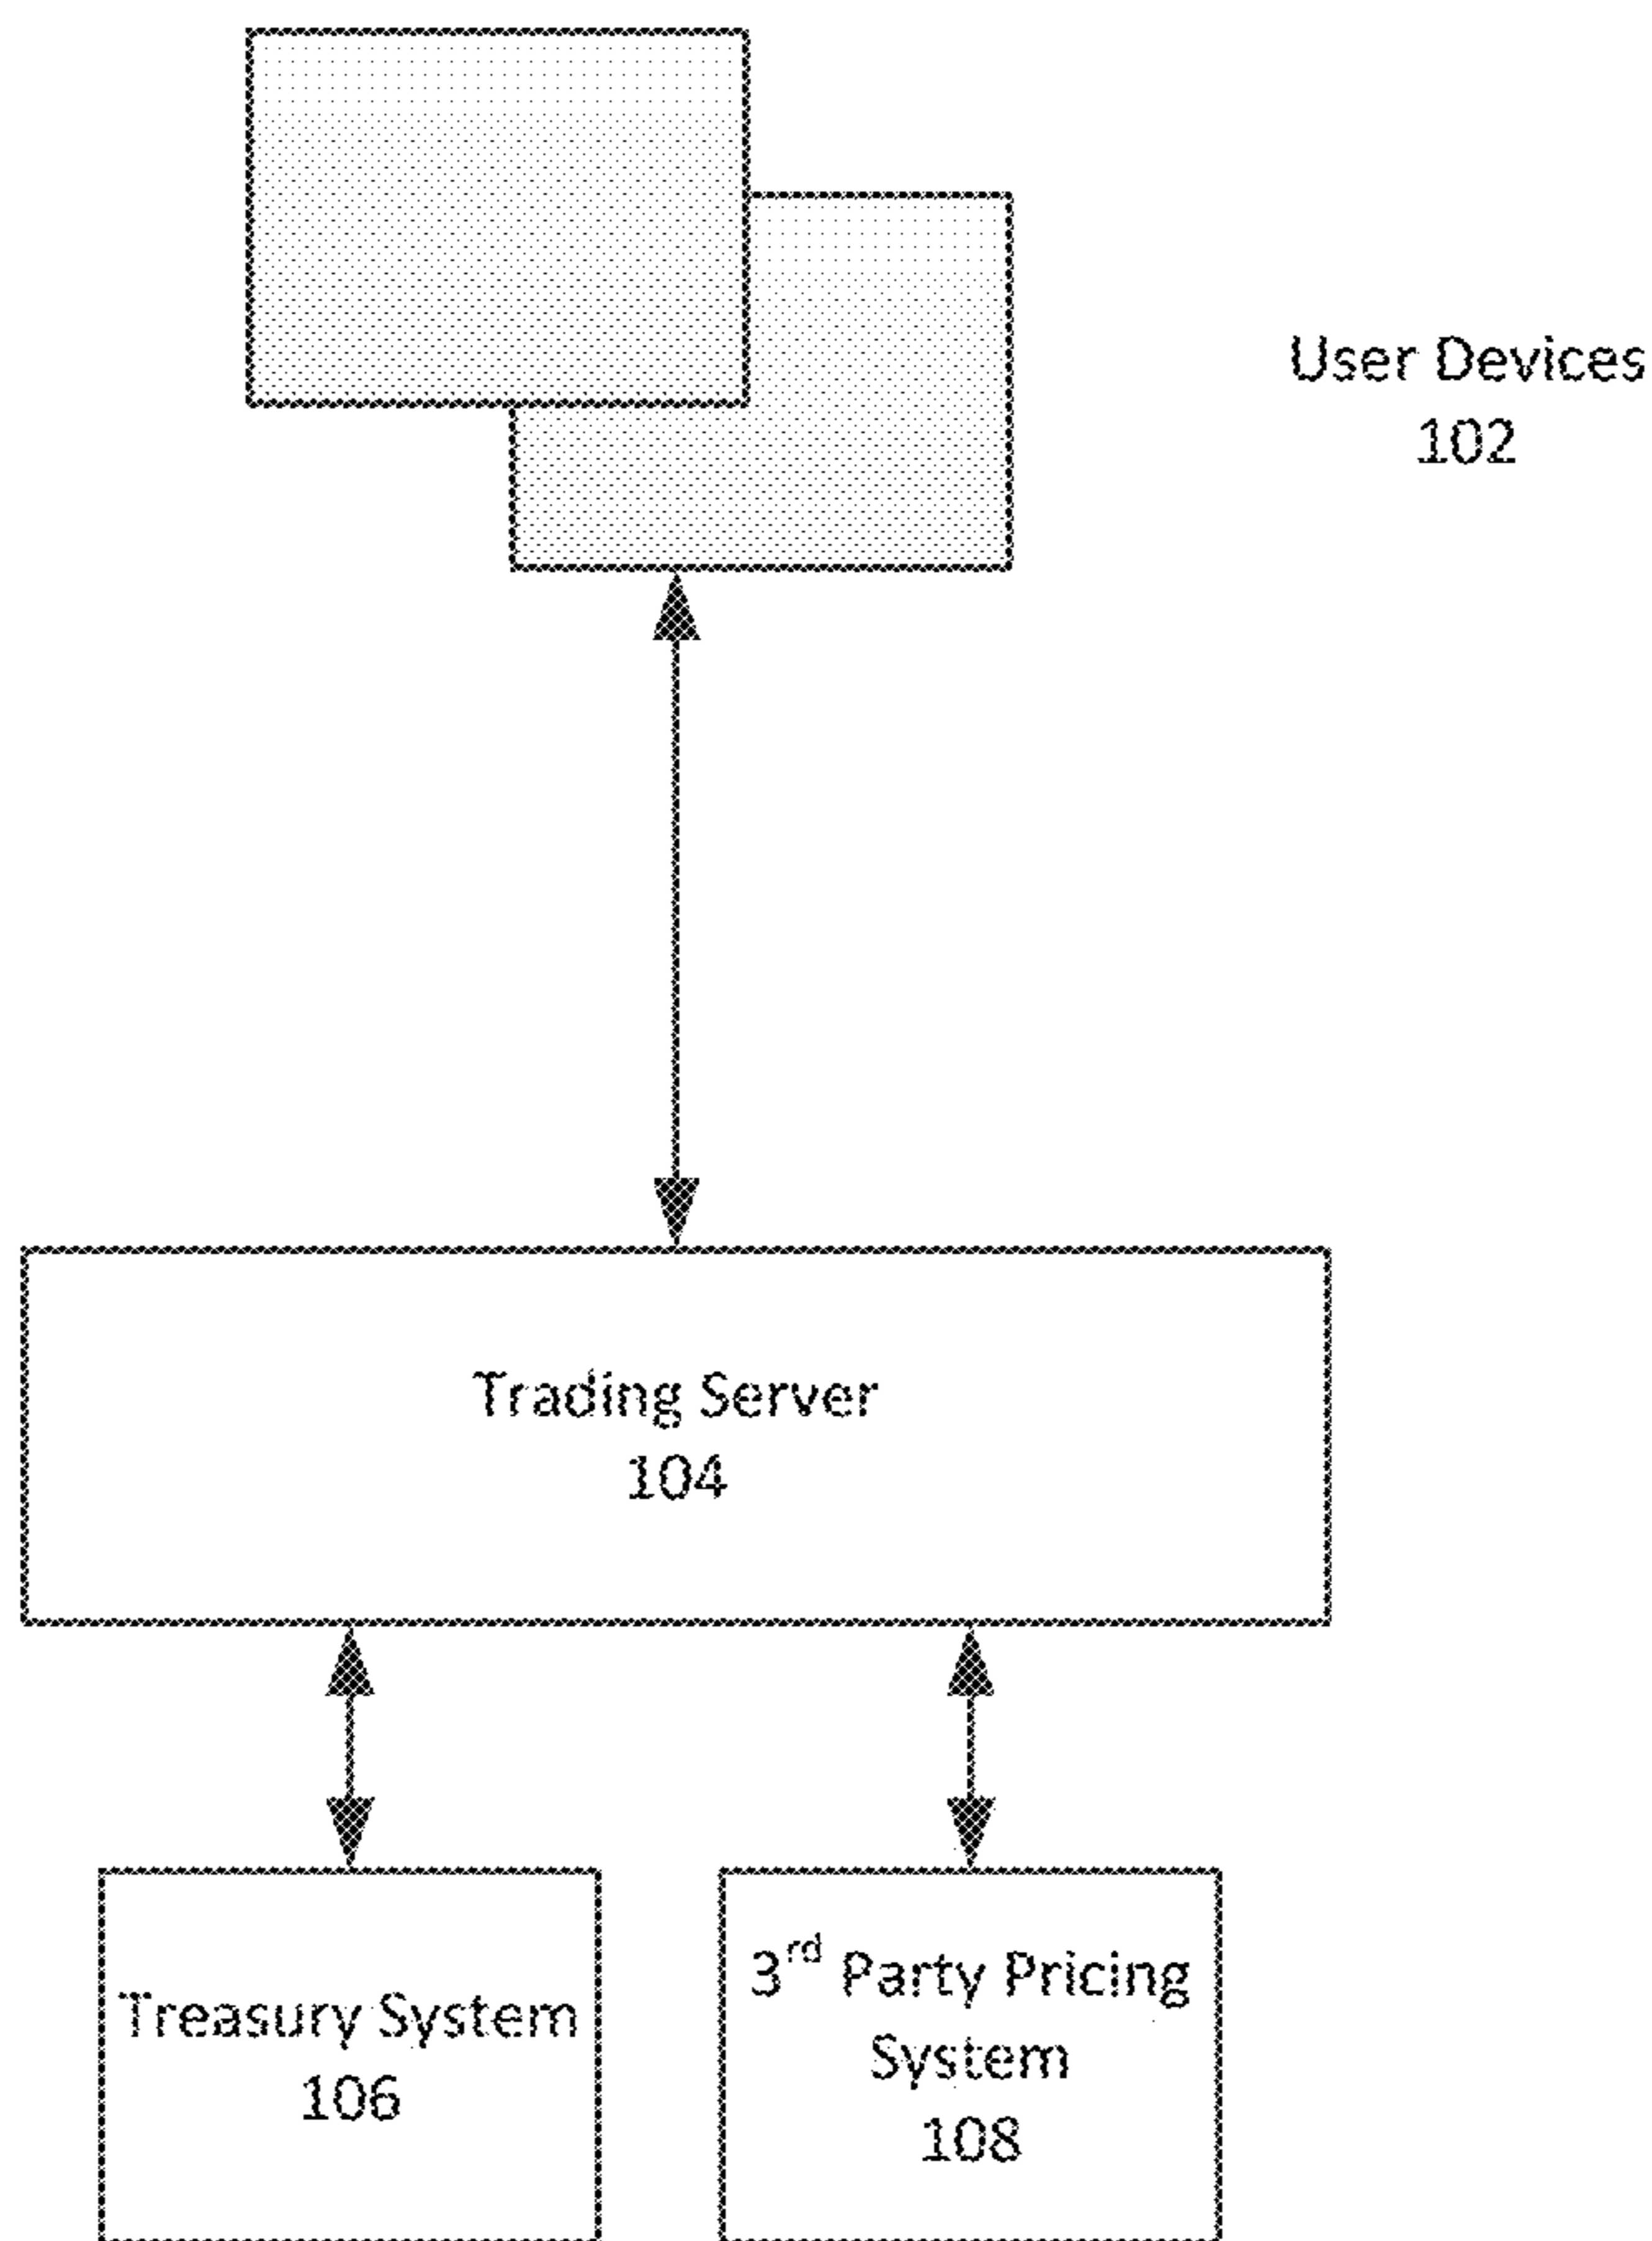 User Devices
102
Trading Server
104
Treasury System
106
3rd Party Pricing
System
108